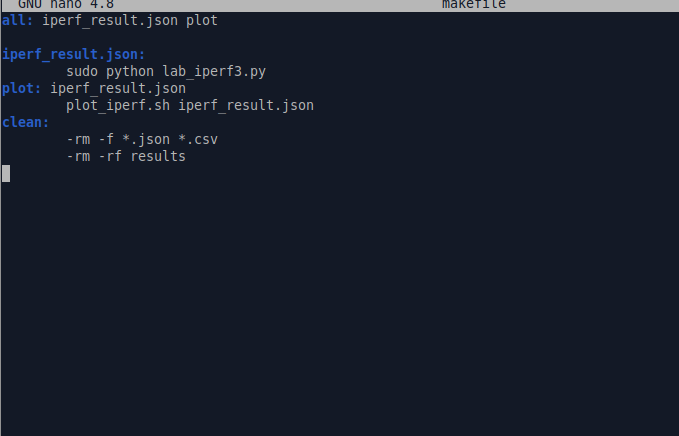 GNU nano 4.8 makefile
all: iperf_result.json plot
iperf_result.json:
sudo python lab_iperf3.py
plot: iperf_result.json
plot_iperf.sh iperf_result.json
clean:
-rm -f *.json *.csv
-rm -rf results